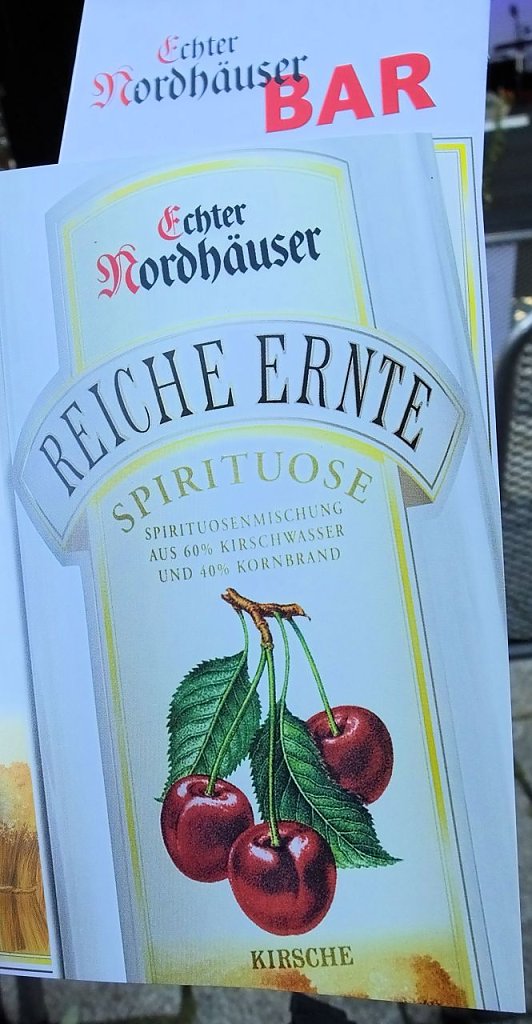 Echter
Nordhäuser
BAR
Echter
Nordhäuser
REICHE ERNTE
SPIRITUOSE
SPIRITUOSENMISCHUNG
AUS 60% KIRSCHWASSER
UND 40% KORNBRAND
KIRSCHE